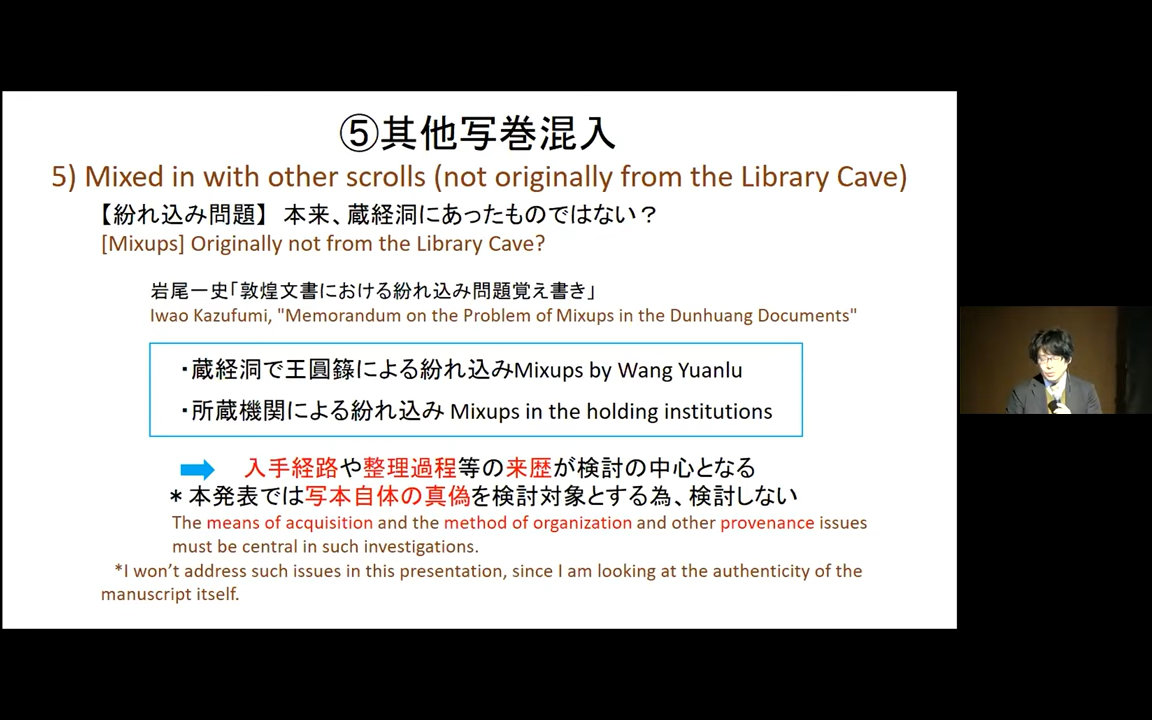 ⑤其他写巻混入
5) Mixed in with other scrolls (not originally from the Library Cave)
【紛れ込み問題】 本来、蔵経洞にあったものではない？
[Mixups] Originally not from the Library Cave?
岩尾一史「敦煌文書における紛れ込み問題覚え書き」
Iwao Kazufumi, "Memorandum on the Problem of Mixups in the Dunhuang Documents"
・蔵経洞で王圓籙による紛れ込みMixups by Wang Yuanlu
・所蔵機関による紛れ込み Mixups in the holding institutions
入手経路や整理過程等の来歴が検討の中心となる
＊本発表では写本自体の真偽を検討対象とする為、検討しない
The means of acquisition and the method of organization and other provenance issues
must be central in such investigations.
*I won't address such issues in this presentation, since I am looking at the authenticity of the
manuscript itself.